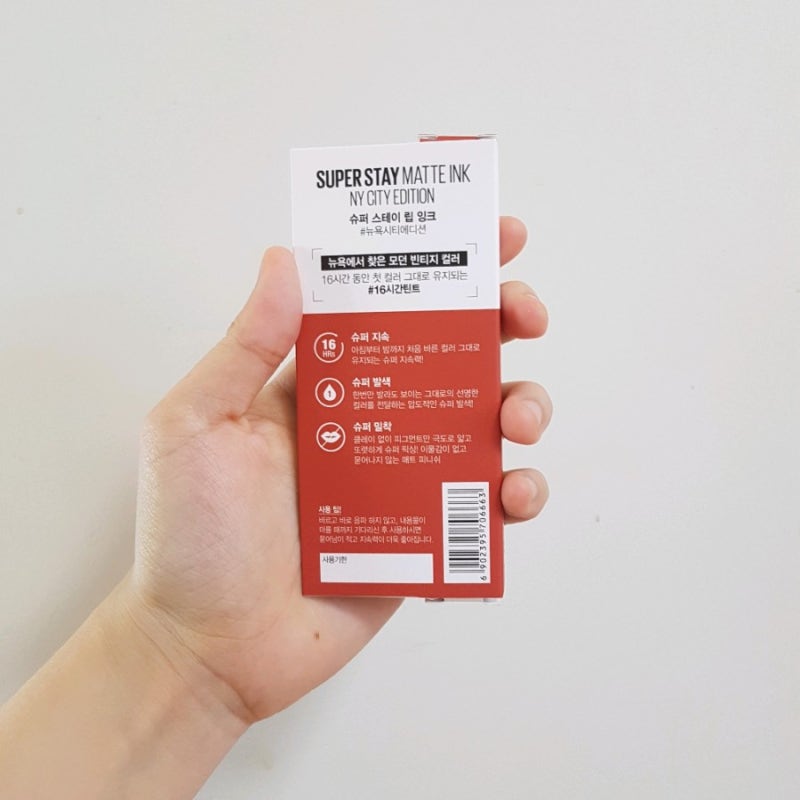 SUPER STAY MATTE INK
NY CITY EDITION
슈퍼 스테이 립 잉크
#뉴욕시티에디션
뉴욕에서 찾은 모던 빈티지 컬러
16시간 동안 첫 컬러 그대로 유지되는
#16시간틴트
16
HRs
슈퍼 지속
아침부터 밤까지 처음 바른 컬러 그대로
유지되는 슈퍼 지속력!
1
슈퍼 발색
한번만 발라도 보이는 그대로의 선명한
컬러를 전달하는 압도적인 슈퍼 발색!
슈퍼 밀착
클레이 없이 피그먼트만 극도로 얇고
또렷하게 슈퍼 픽싱! 이물감이 없고
묻어나지 않는 매트 피니쉬
사용 팁!
바르고 바로 음파 하지 않고, 내용물이
마를 때까지 기다리신 후 사용하시면
묻어남이 적고 지속력이 더욱 좋아집니다.
사용기한
6 902395 706663